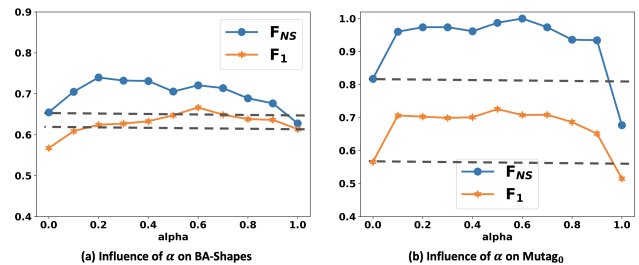 0.9
0.8
0.7
0.6
0.5
0.4
F_NS
F_1
0.0 0.2 0.4 0.6 0.8 1.0
alpha
(a) Influence of α on BA-Shapes
1.0
0.9
0.8
0.7
0.6
0.5
0.4
F_NS
F_1
0.0 0.2 0.4 0.6 0.8 1.0
alpha
(b) Influence of α on Mutag₀